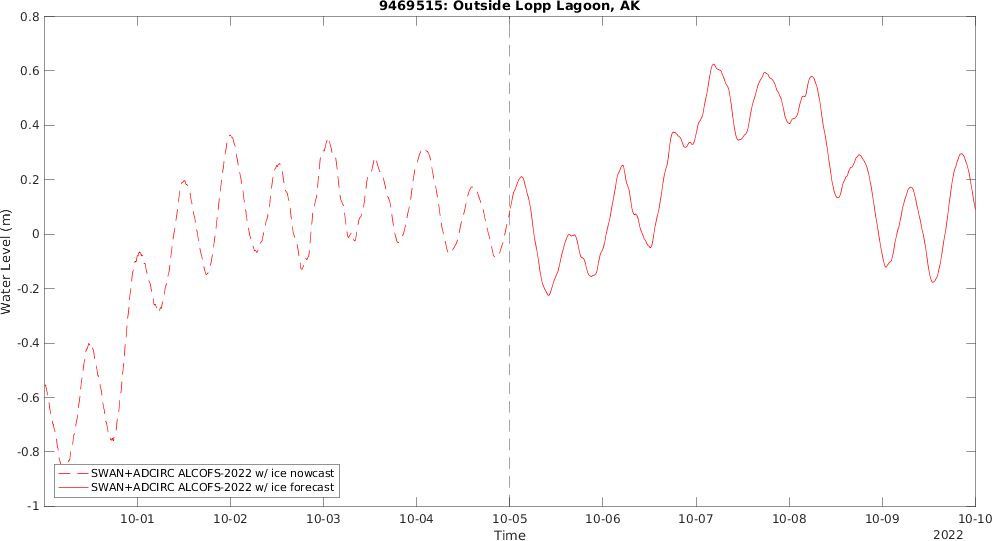 9469515: Outside Lopp Lagoon, AK
0.8
0.6
0.4
0.2
0
-0.2
-0.4
-0.6
-0.8
-1
Water Level (m)
SWAN+ADCIRC ALCOFS-2022 w/ ice nowcast
SWAN+ADCIRC ALCOFS-2022 w/ ice forecast
10-01 10-02 10-03 10-04 10-05 10-06 10-07 10-08 10-09 10-10
Time
2022